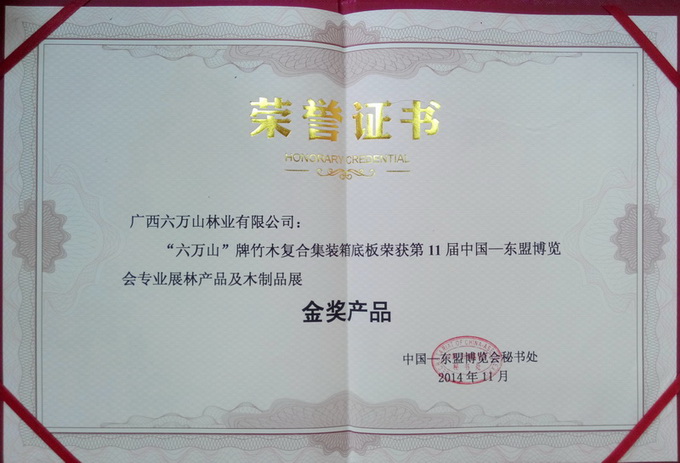 荣誉证书
HONORARY CREDENTIAL
广西六万山林业有限公司：
“六万山”牌竹木复合集装箱底板荣获第11届中国—东盟博览
会专业展林产品及木制品展
金奖产品
中国—东盟博览会秘书处
2014年11月